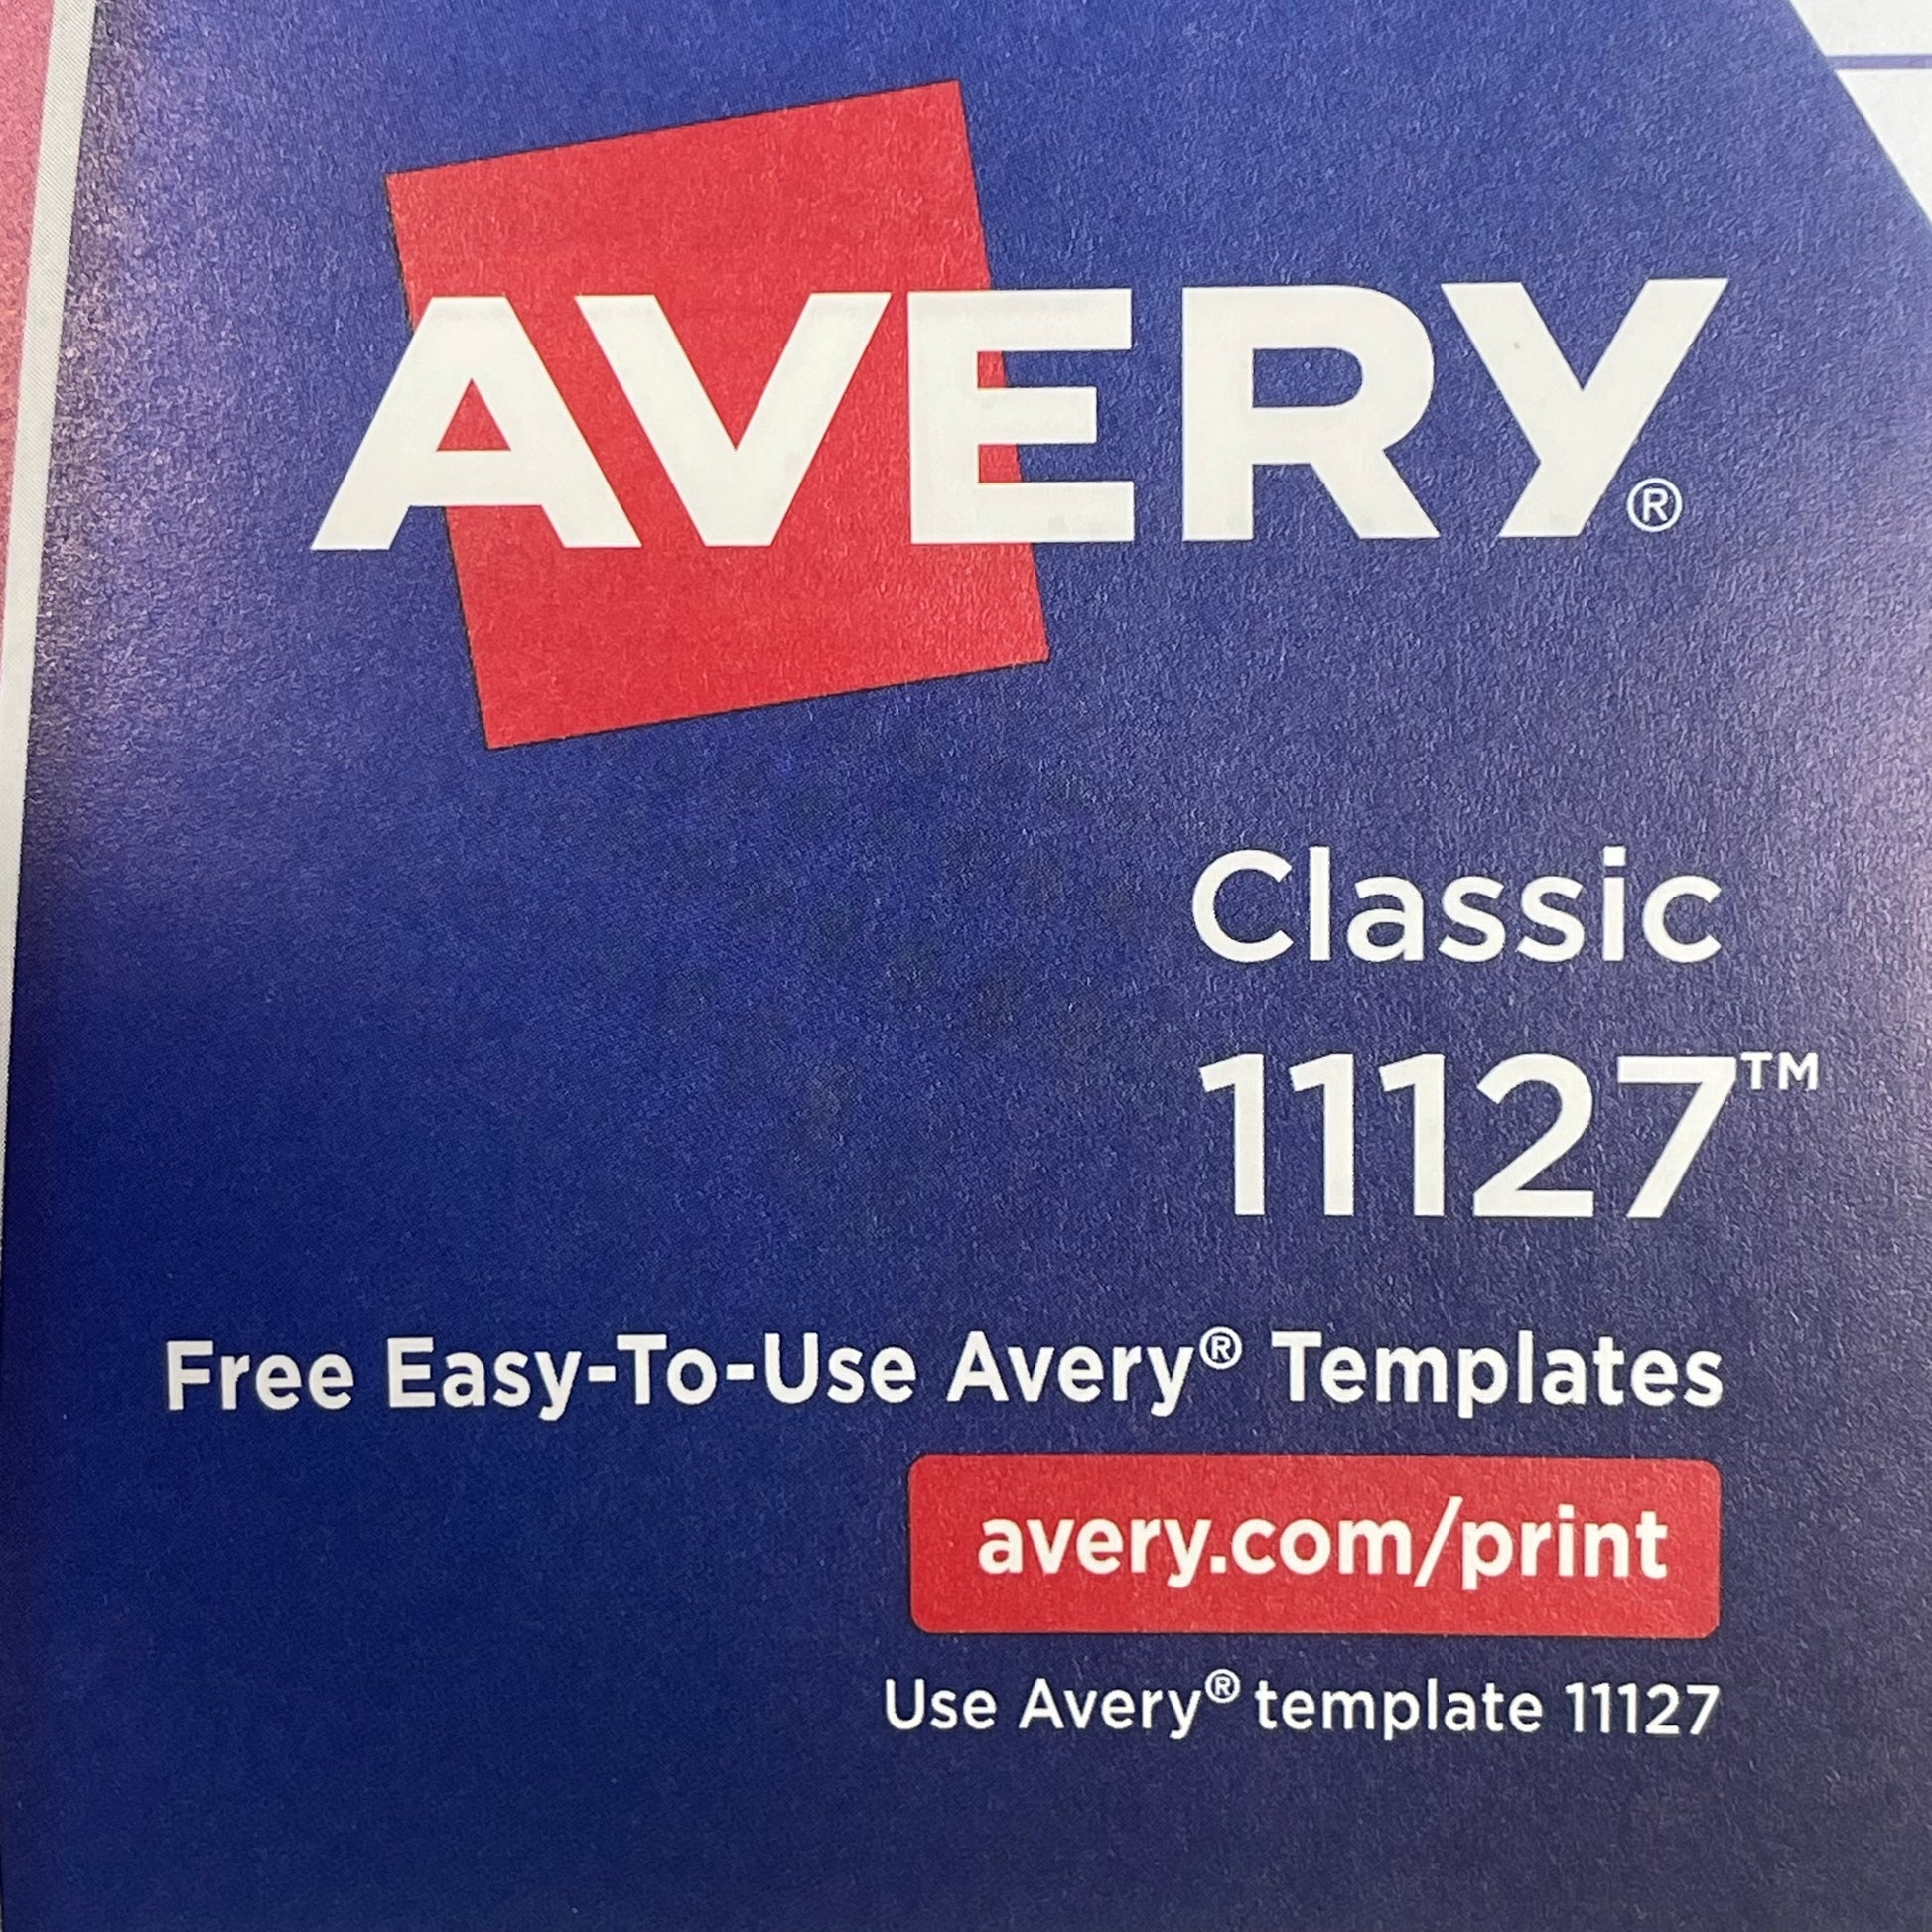 AVERY®
Classic
11127™
Free Easy-To-Use Avery® Templates
avery.com/print
Use Avery® template 11127